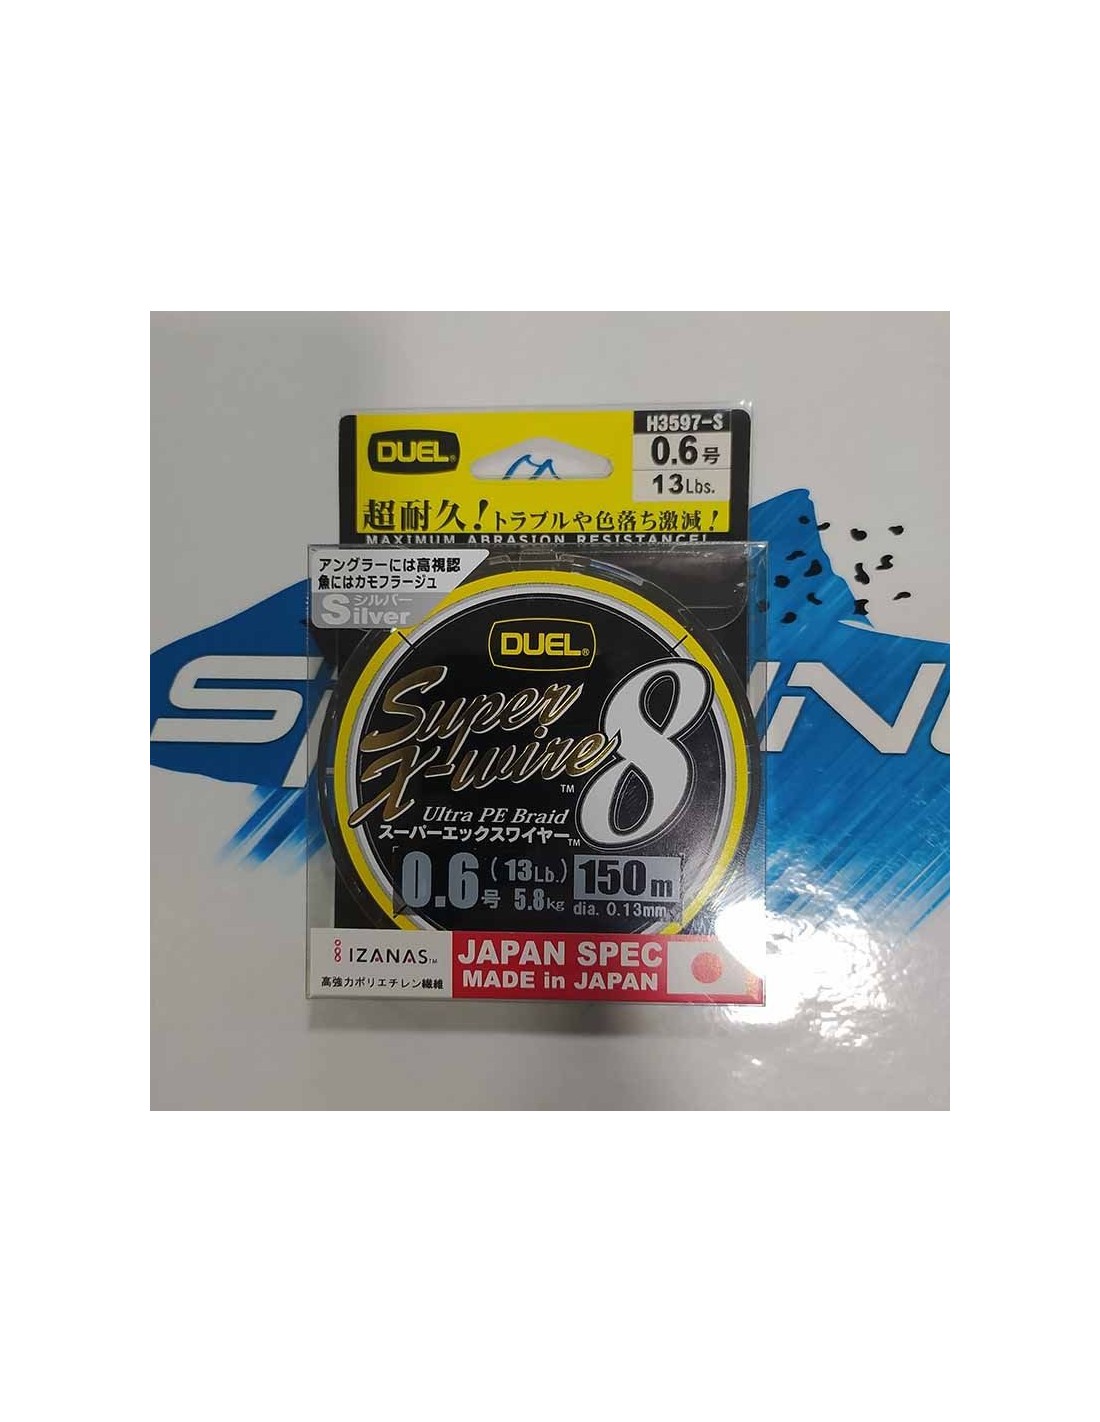 H3597-S
DUEL®
0.6号
13Lbs.
超耐久！トラブルや色落ち激減！
MAXIMUM ABRASION RESISTANCE!
アングラーには高視認
魚にはカモフラージュ
シルバー
Silver
DUEL®
Super
X-wire 8
TM
Ultra PE Braid
スーパーエックスワイヤー™
0.6号 (13Lb.) 5.8kg 150m
dia. 0.13mm
IZANAS™
高強力ポリエチレン繊維
JAPAN SPEC
MADE in JAPAN